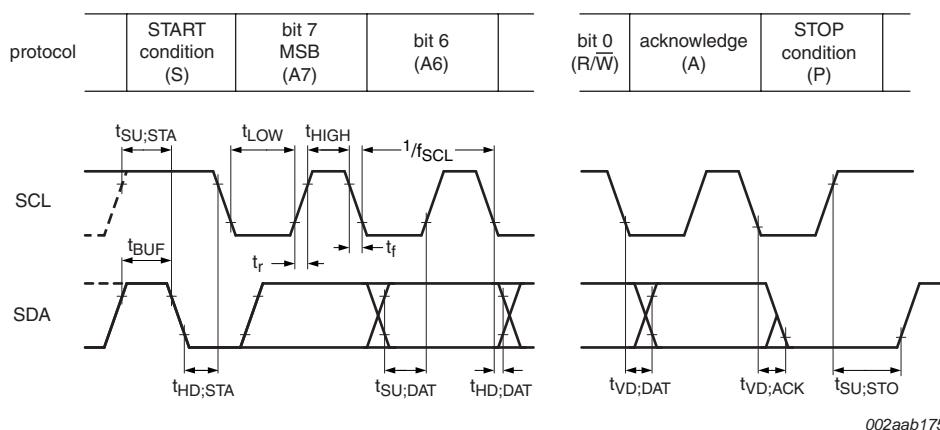 protocol
START
condition
(S)
bit 7
MSB
(A7)
bit 6
(A6)
bit 0
(R/W̅)
acknowledge
(A)
STOP
condition
(P)
tSU;STA
tLOW
tHIGH
1/fSCL
SCL
tBUF
tr
tf
SDA
tHD;STA
tSU;DAT
tHD;DAT
tVD;DAT
tVD;ACK
tSU;STO
002aab175